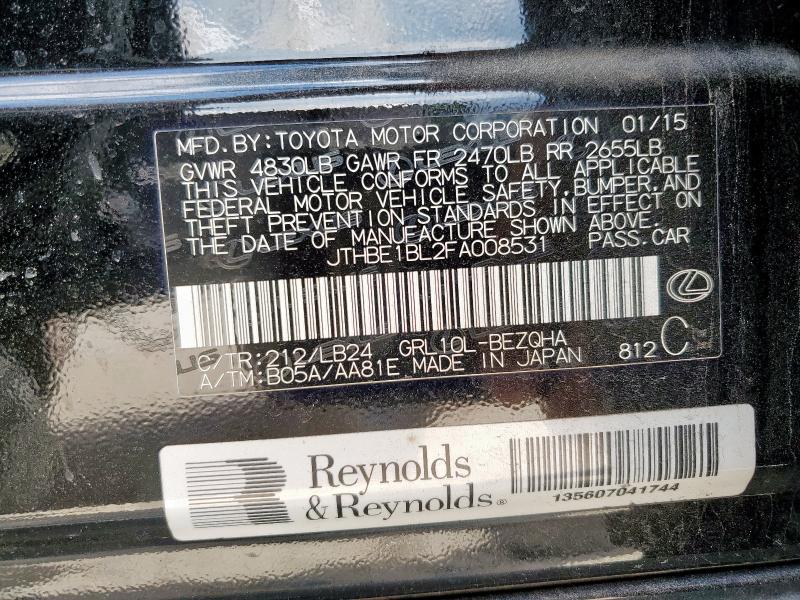 MFD. BY: TOYOTA MOTOR CORPORATION 01/15
GVWR 4830LB GAWR FR 2470LB RR 2655LB
THIS VEHICLE CONFORMS TO ALL APPLICABLE
FEDERAL MOTOR VEHICLE SAFETY, BUMPER, AND
THEFT PREVENTION STANDARDS IN EFFECT ON
THE DATE OF MANUFACTURE SHOWN ABOVE.
JTHBE1BL2FA008531 PASS. CAR
C/TR: 212/LB24 GRL10L-BEZQHA
A/TM: B05A/AA81E MADE IN JAPAN 812 C
Reynolds
& Reynolds®
135607041744